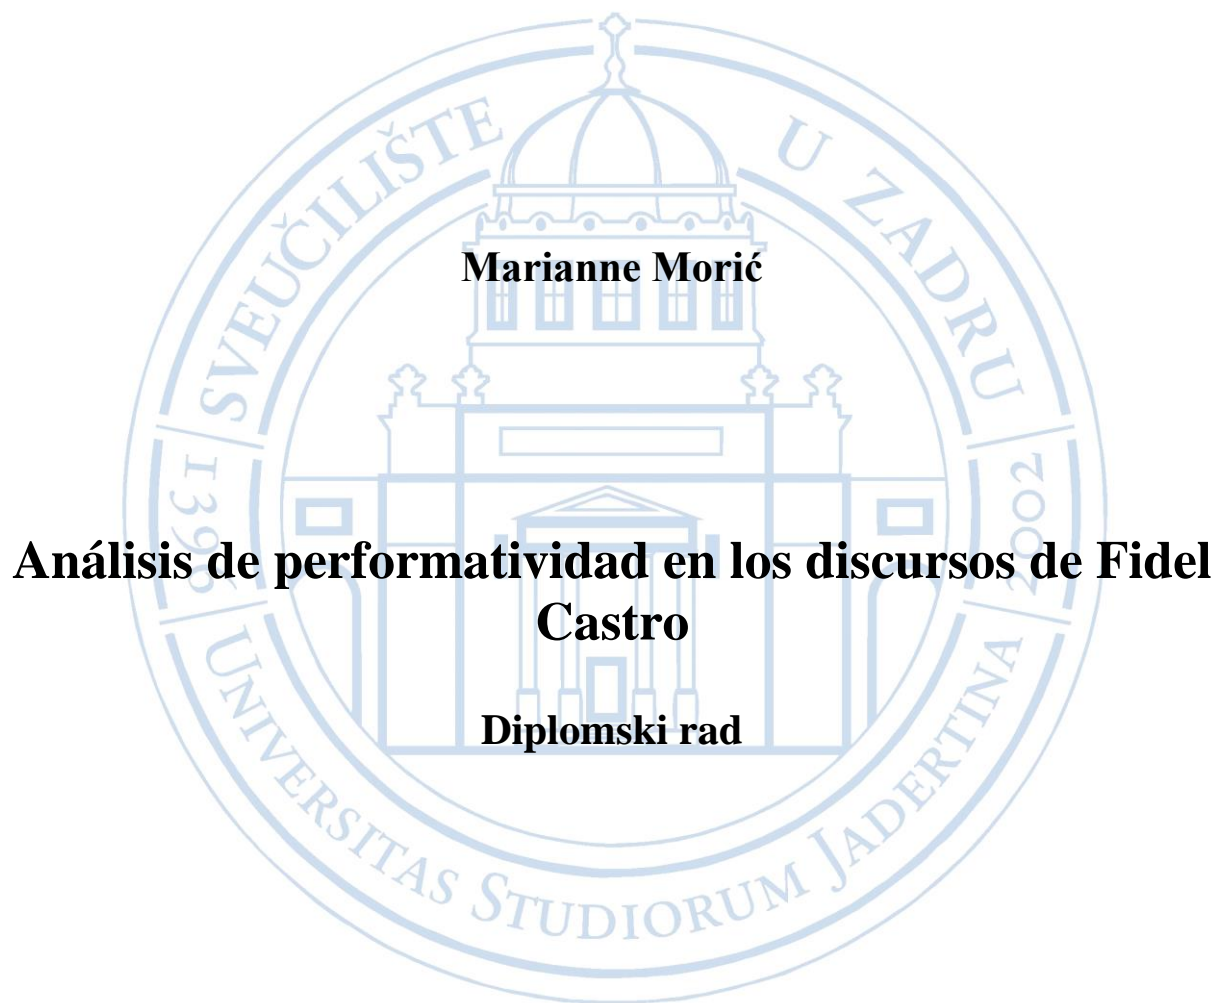 Marianne Morić
Análisis de performatividad en los discursos de Fidel
Castro
Diplomski rad
SVEUČILIŠTE U ZADRU
1396
2002
UNIVERSITAS STUDIORUM JADERTINA